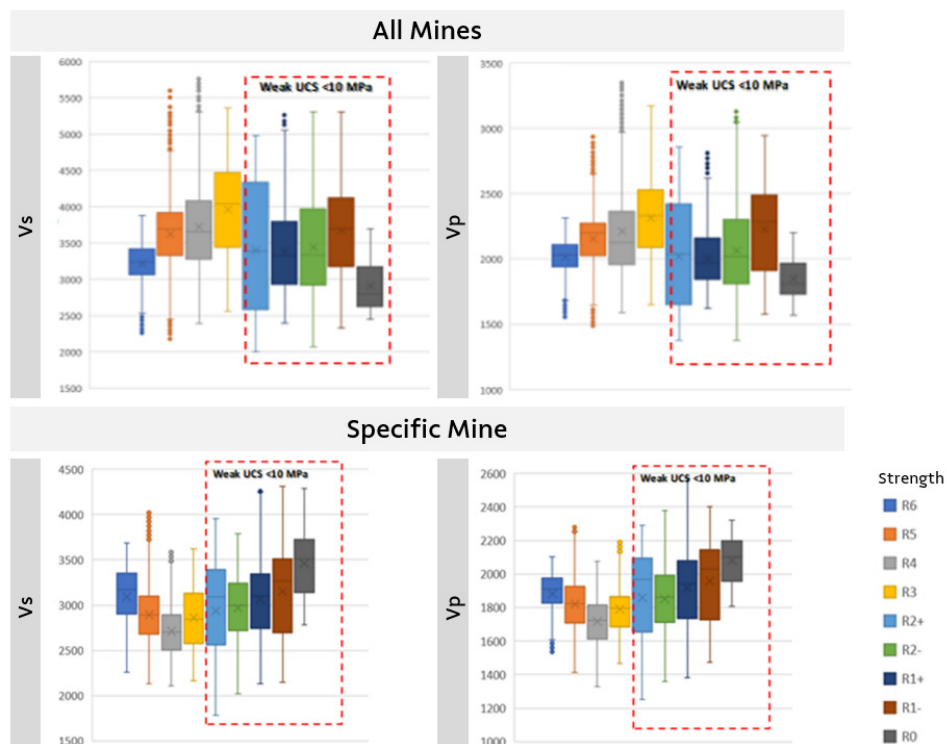 All Mines
Vs
6000
5500
5000
4500
4000
3500
3000
2500
2000
1500
Weak UCS <10 MPa
Vp
3500
3000
2500
2000
1500
1000
Weak UCS <10 MPa
Specific Mine
Vs
4500
4000
3500
3000
2500
2000
1500
Weak UCS <10 MPa
Vp
2600
2400
2200
2000
1800
1600
1400
1200
1000
Weak UCS <10 MPa
Strength
R6
R5
R4
R3
R2+
R2-
R1+
R1-
R0